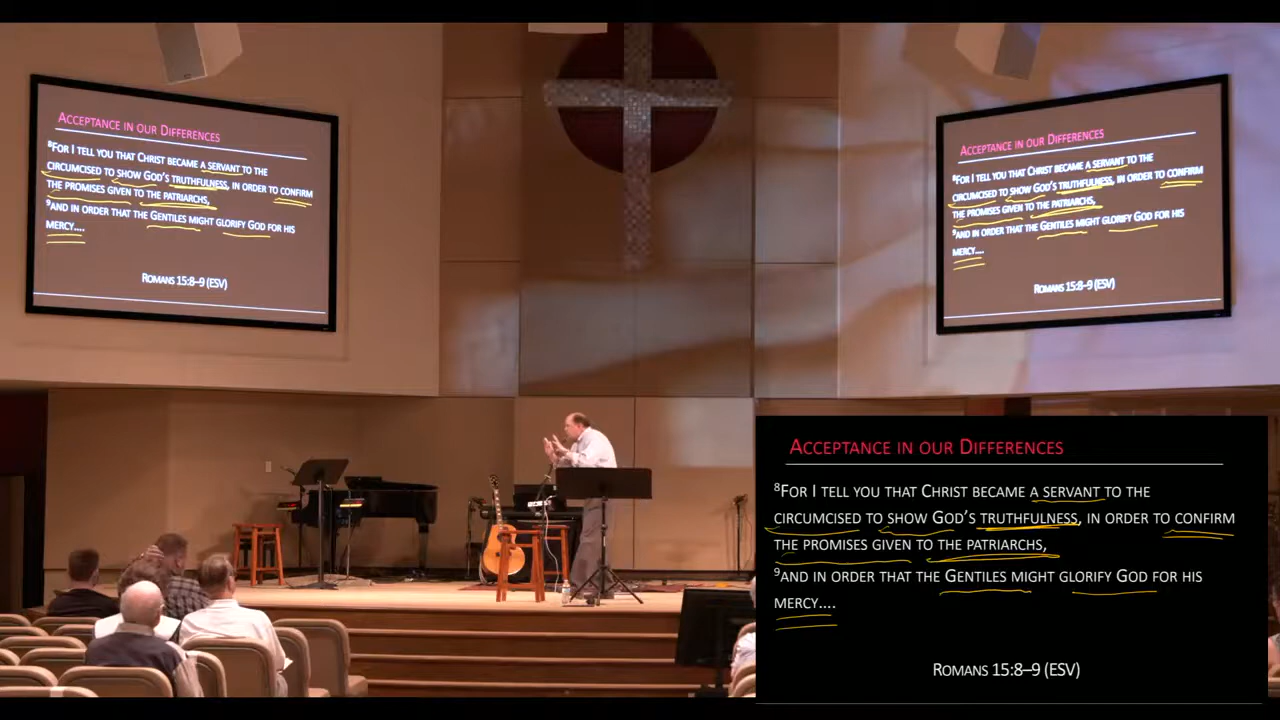 Acceptance in our Differences
⁸For I tell you that Christ became a servant to the
circumcised to show God's truthfulness, in order to confirm
the promises given to the patriarchs,
⁹and in order that the Gentiles might glorify God for his
mercy....
Romans 15:8–9 (ESV)
Acceptance in our Differences
⁸For I tell you that Christ became a servant to the
circumcised to show God's truthfulness, in order to confirm
the promises given to the patriarchs,
⁹and in order that the Gentiles might glorify God for his
mercy....
Romans 15:8–9 (ESV)
Acceptance in our Differences
⁸For I tell you that Christ became a servant to the
circumcised to show God's truthfulness, in order to confirm
the promises given to the patriarchs,
⁹and in order that the Gentiles might glorify God for his
mercy....
Romans 15:8–9 (ESV)